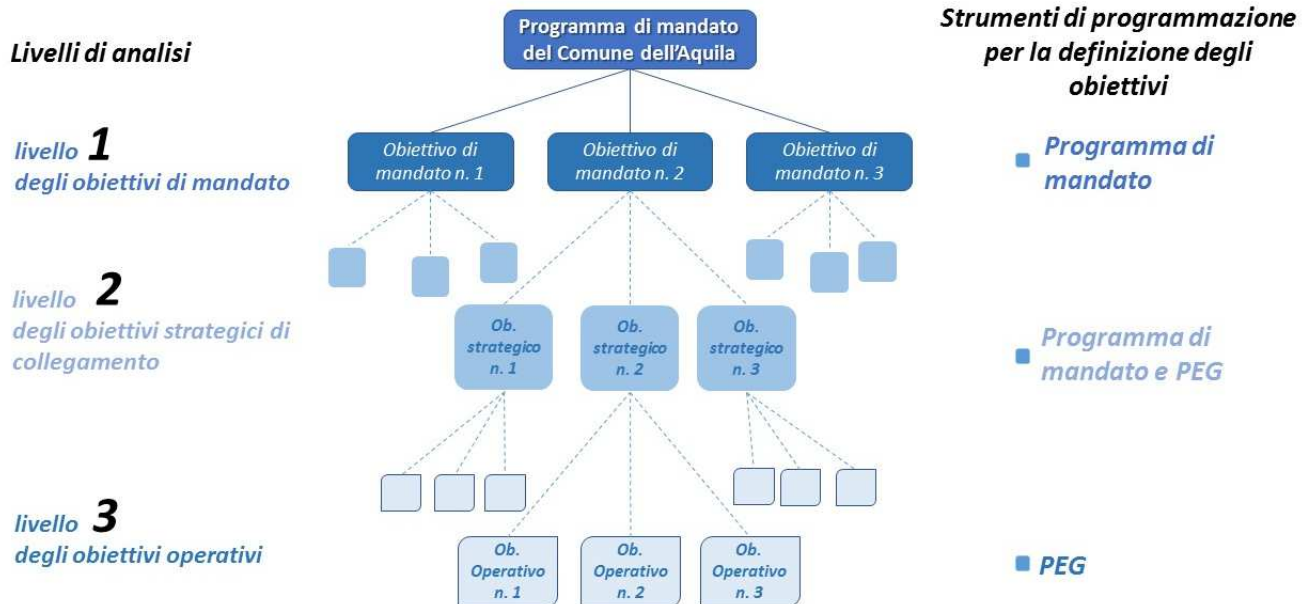 Livelli di analisi
Programma di mandato
del Comune dell'Aquila
Strumenti di programmazione
per la definizione degli
obiettivi
livello 1
degli obiettivi di mandato
Obiettivo di
mandato n. 1
Obiettivo di
mandato n. 2
Obiettivo di
mandato n. 3
Programma di
mandato
livello 2
degli obiettivi strategici di
collegamento
Ob.
strategico
n. 1
Ob.
strategico
n. 2
Ob.
strategico
n. 3
Programma di
mandato e PEG
livello 3
degli obiettivi operativi
Ob.
Operativo
n. 1
Ob.
Operativo
n. 2
Ob.
Operativo
n. 3
PEG